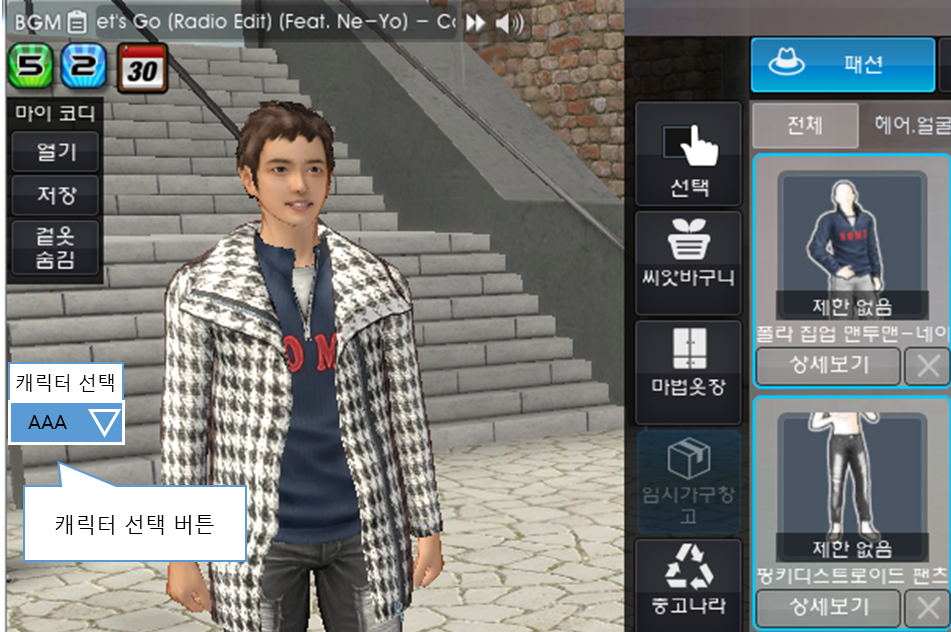 BGM et's Go (Radio Edit) (Feat. Ne-Yo) - Co
5 2 30
마이 코디
열기
저장
겉옷
숨김
캐릭터 선택
AAA
캐릭터 선택 버튼
선택
씨앗바구니
마법옷장
임시가구창
고
중고나라
패션
전체 헤어.얼굴
제한 없음
폴라 집업 맨투맨-네이
상세보기
제한 없음
핑키디스트로이드 팬츠
상세보기